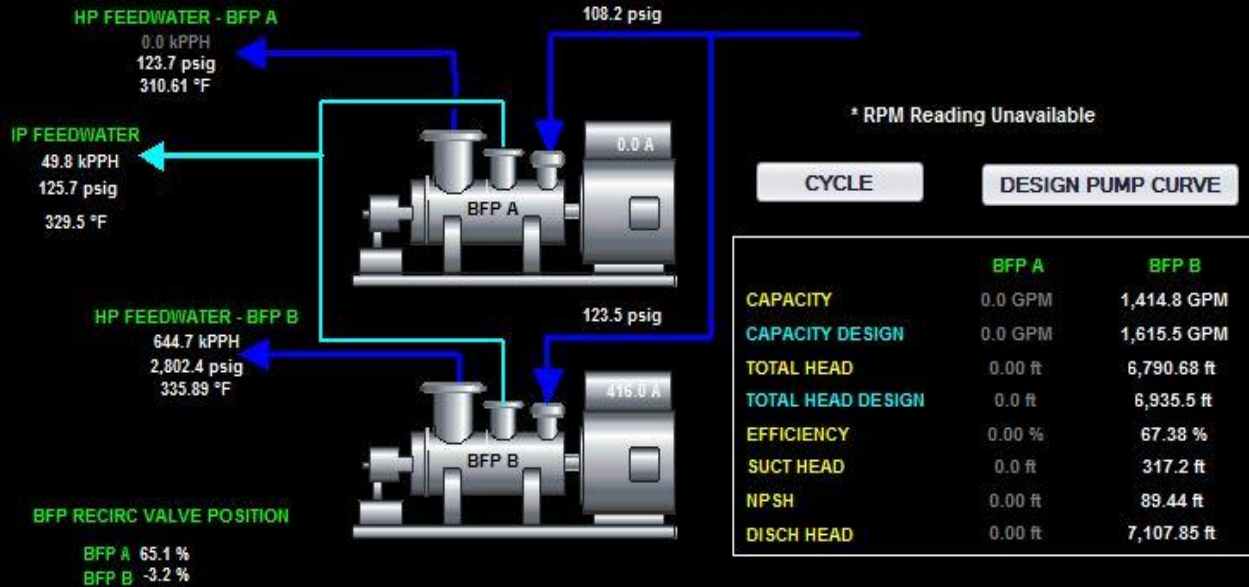 HP FEEDWATER - BFP A
0.0 kPPH
123.7 psig
310.61 °F
108.2 psig
* RPM Reading Unavailable
IP FEEDWATER
49.8 kPPH
125.7 psig
329.5 °F
0.0 A
BFP A
CYCLE
DESIGN PUMP CURVE
HP FEEDWATER - BFP B
644.7 kPPH
2,802.4 psig
335.89 °F
123.5 psig
416.0 A
BFP B
BFP A BFP B
CAPACITY 0.0 GPM 1,414.8 GPM
CAPACITY DESIGN 0.0 GPM 1,615.5 GPM
TOTAL HEAD 0.00 ft 6,790.68 ft
TOTAL HEAD DESIGN 0.0 ft 6,935.5 ft
EFFICIENCY 0.00 % 67.38 %
SUCT HEAD 0.0 ft 317.2 ft
NPSH 0.00 ft 89.44 ft
DISCH HEAD 0.00 ft 7,107.85 ft
BFP RECIRC VALVE POSITION
BFP A 65.1 %
BFP B -3.2 %